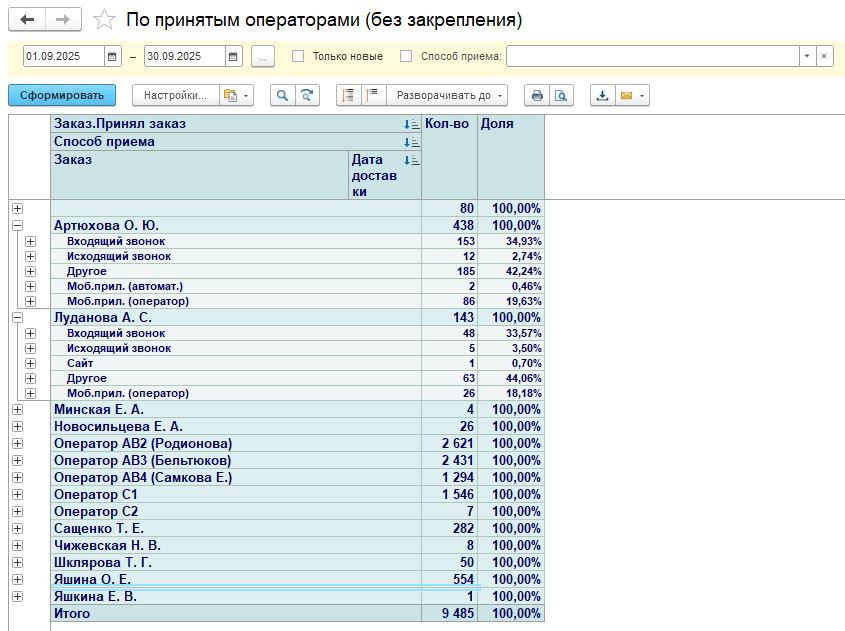 По принятым операторами (без закрепления)
01.09.2025 – 30.09.2025 ... Только новые Способ приема:
Сформировать Настройки... Разворачивать до
Заказ.Принял заказ Кол-во Доля
Способ приема
Заказ Дата
достав
ки
80 100,00%
Артюхова О. Ю. 438 100,00%
Входящий звонок 153 34,93%
Исходящий звонок 12 2,74%
Другое 185 42,24%
Моб.прил. (автомат.) 2 0,46%
Моб.прил. (оператор) 86 19,63%
Луданова А. С. 143 100,00%
Входящий звонок 48 33,57%
Исходящий звонок 5 3,50%
Сайт 1 0,70%
Другое 63 44,06%
Моб.прил. (оператор) 26 18,18%
Минская Е. А. 4 100,00%
Новосильцева Е. А. 26 100,00%
Оператор АВ2 (Родионова) 2 621 100,00%
Оператор АВ3 (Бельтюков) 2 431 100,00%
Оператор АВ4 (Самкова Е.) 1 294 100,00%
Оператор С1 1 546 100,00%
Оператор С2 7 100,00%
Сащенко Т. Е. 282 100,00%
Чижевская Н. В. 8 100,00%
Шклярова Т. Г. 50 100,00%
Яшина О. Е. 554 100,00%
Яшкина Е. В. 1 100,00%
Итого 9 485 100,00%